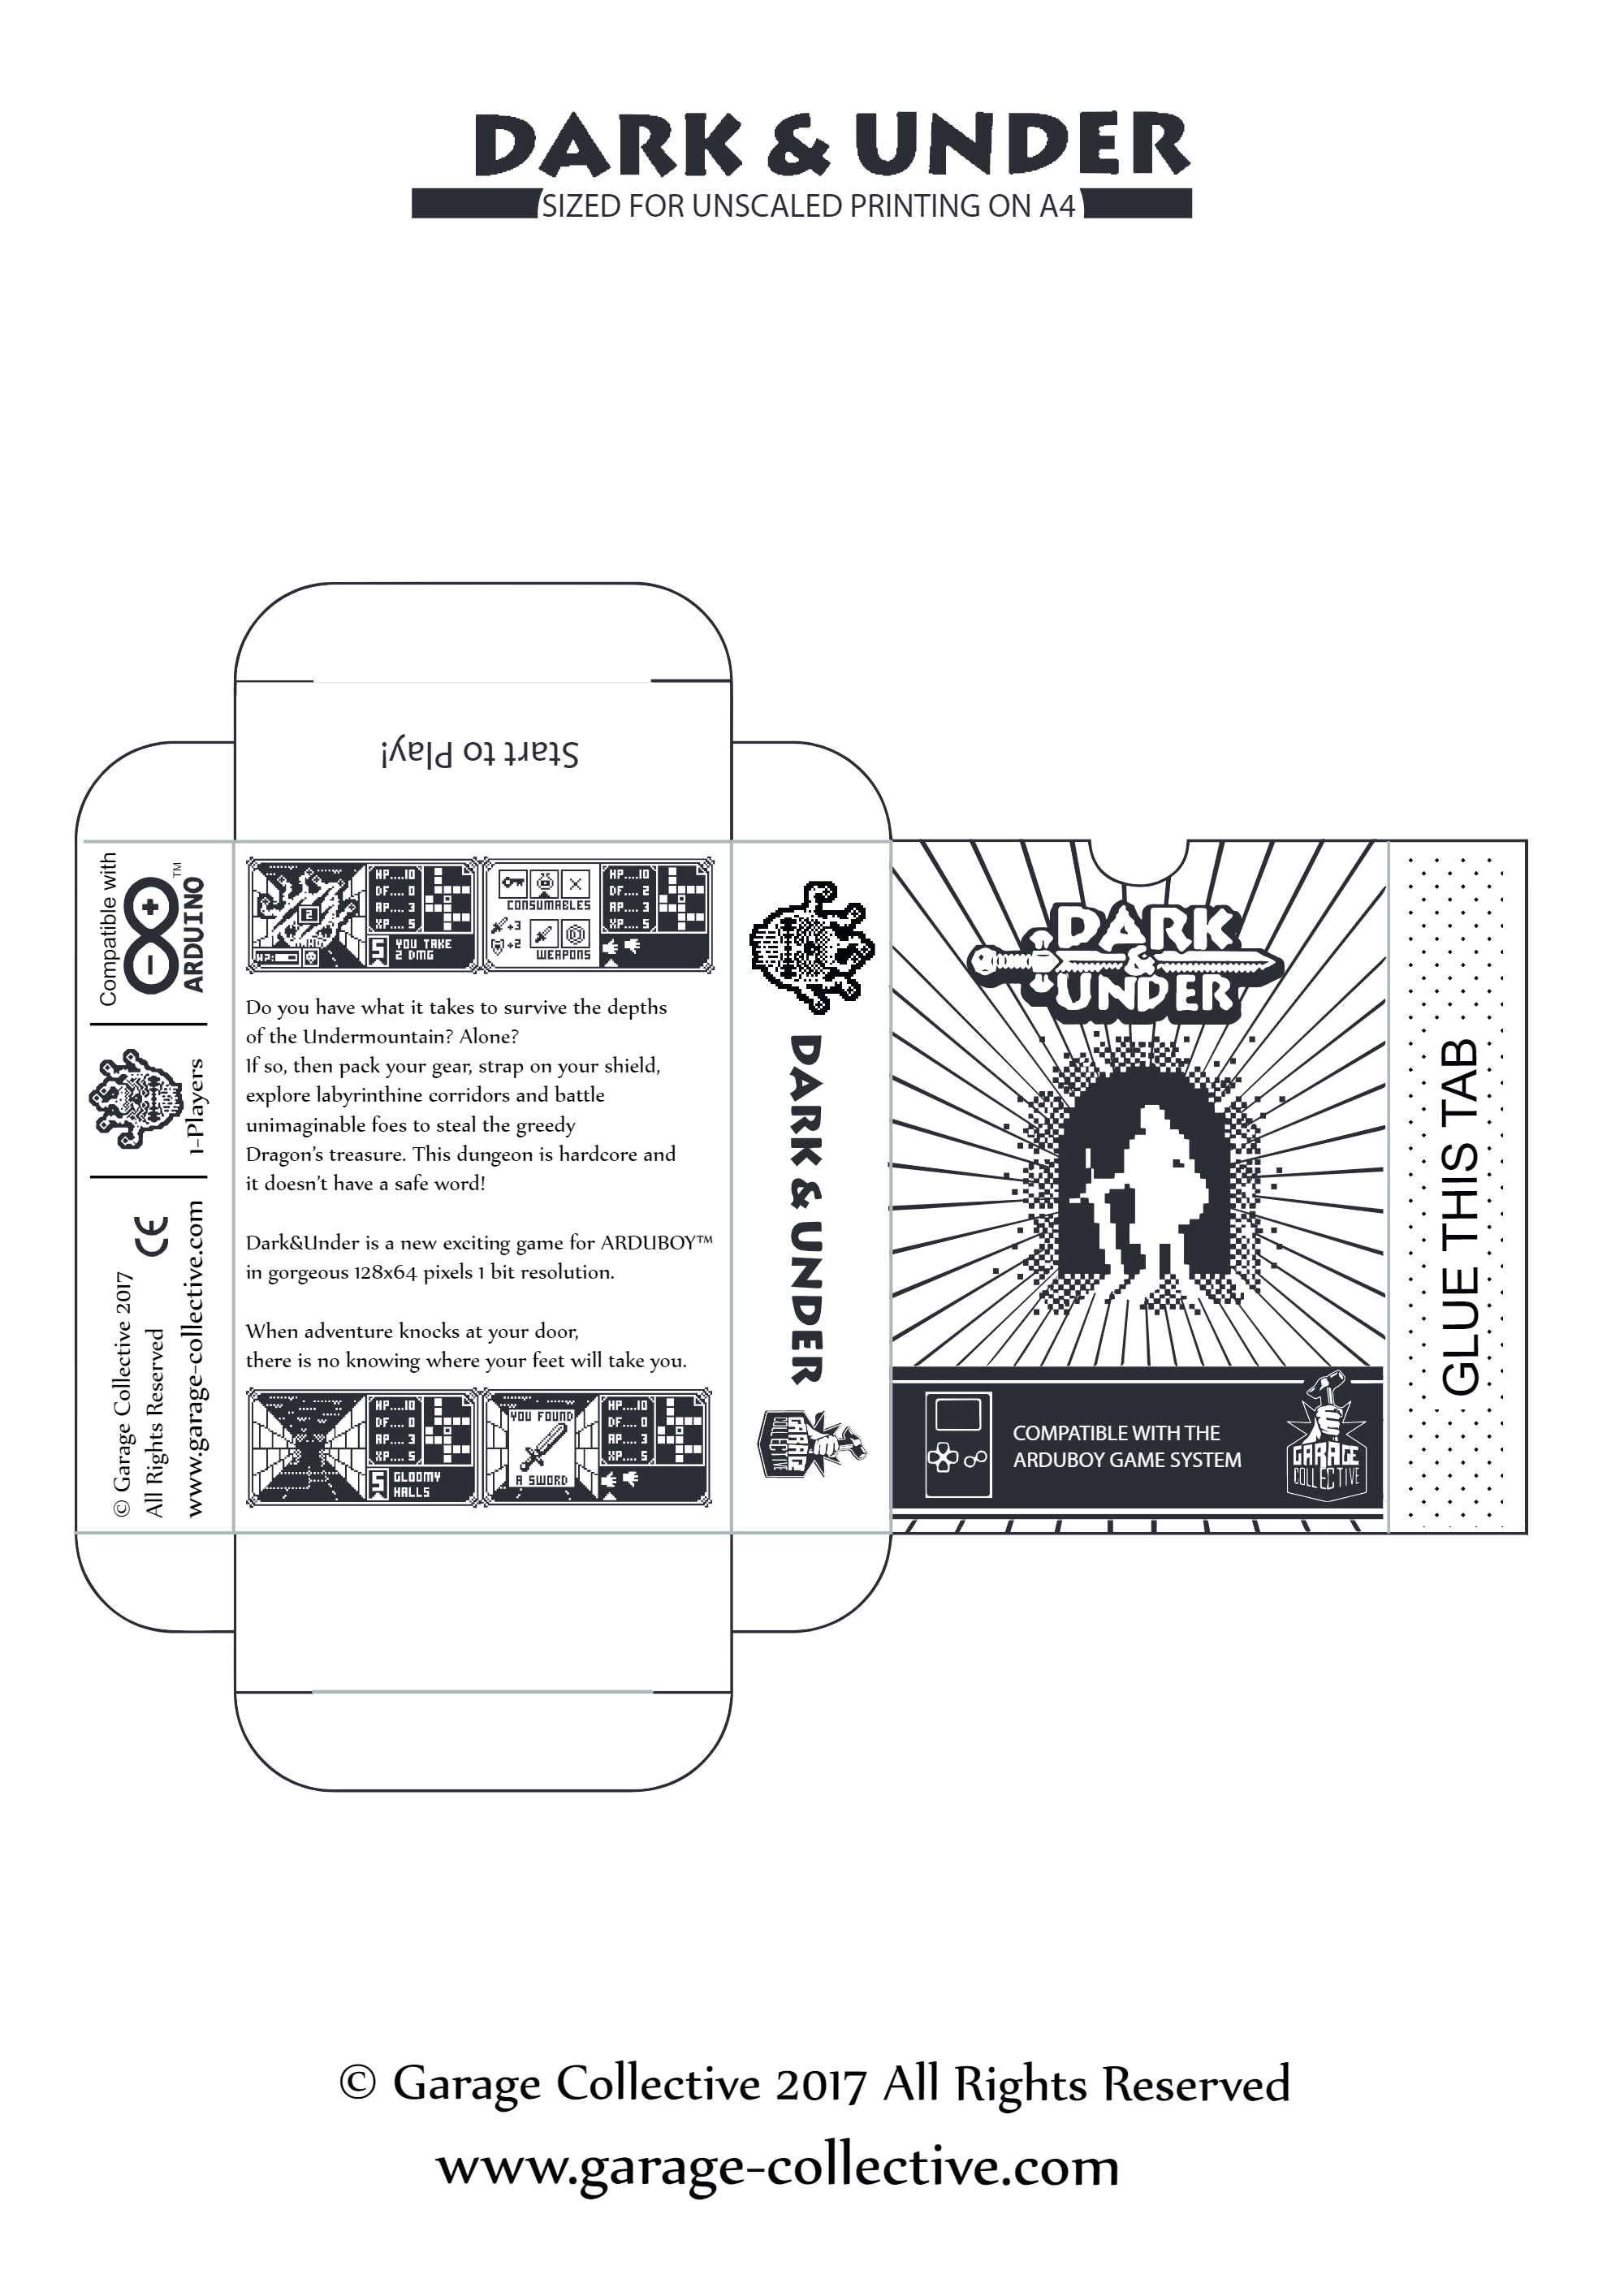 DARK & UNDER
SIZED FOR UNSCALED PRINTING ON A4
Start to Play!
Compatible with
ARDUINO™
1-Players
CE
© Garage Collective 2017
All Rights Reserved
www.garage-collective.com
HP....10
DF.... 0
AP.... 3
XP.... 5
2
HP:
S
YOU TAKE
2 DMG
CONSUMABLES
+3
+2
WEAPONS
HP....10
DF.... 2
AP.... 3
XP.... 5
Do you have what it takes to survive the depths
of the Undermountain? Alone?
If so, then pack your gear, strap on your shield,
explore labyrinthine corridors and battle
unimaginable foes to steal the greedy
Dragon's treasure. This dungeon is hardcore and
it doesn't have a safe word!
Dark&Under is a new exciting game for ARDUBOY™
in gorgeous 128x64 pixels 1 bit resolution.
When adventure knocks at your door,
there is no knowing where your feet will take you.
HP....10
DF.... 0
AP.... 3
XP.... 5
S
GLOOMY
HALLS
YOU FOUND
A SWORD
HP....10
DF.... 0
AP.... 3
XP.... 5
DARK & UNDER
GARAGE
COLLECTIVE
DARK
&
UNDER
COMPATIBLE WITH THE
ARDUBOY GAME SYSTEM
GARAGE
COLLECTIVE
GLUE THIS TAB
© Garage Collective 2017 All Rights Reserved
www.garage-collective.com